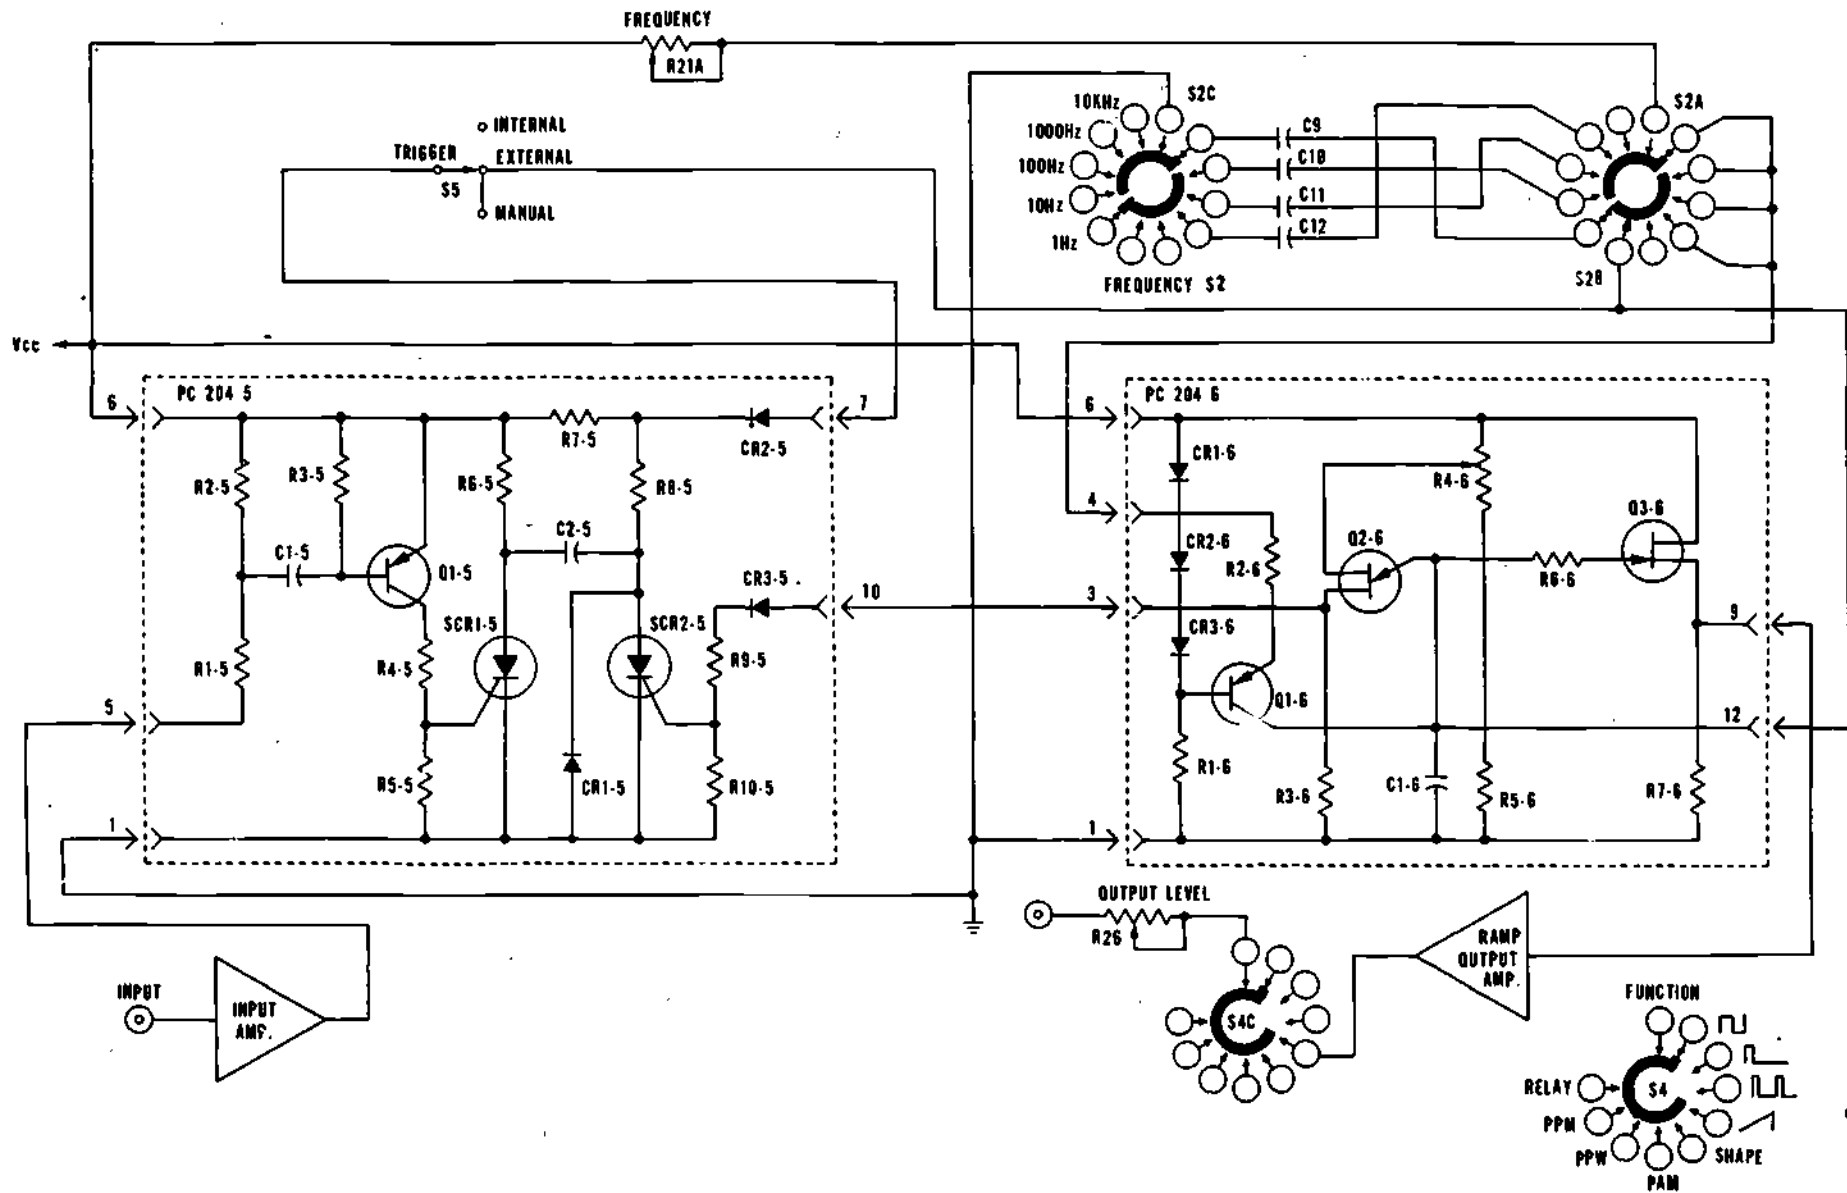 FREQUENCY
R21A
INTERNAL
TRIGGER
EXTERNAL
S5
MANUAL
10KHz
S2C
1000Hz
100Hz
10Hz
1Hz
FREQUENCY S2
C9
C10
C11
C12
S2A
S2B
Vcc
PC 204 5
6
7
R2-5
R3-5
R6-5
R7-5
CR2-5
R8-5
C1-5
Q1-5
C2-5
CR3-5
10
SCR1-5
SCR2-5
R1-5
R4-5
R9-5
5
R5-5
CR1-5
R10-5
1
PC 204 6
6
CR1-6
R4-6
Q3-6
4
CR2-6
R2-6
Q2-6
R6-6
3
CR3-6
9
Q1-6
12
R1-6
R3-6
C1-6
R5-6
R7-6
1
INPUT
INPUT
AMP.
OUTPUT LEVEL
R26
S4C
RAMP
OUTPUT
AMP.
FUNCTION
RELAY
S4
PPM
PPW
SHAPE
PAM